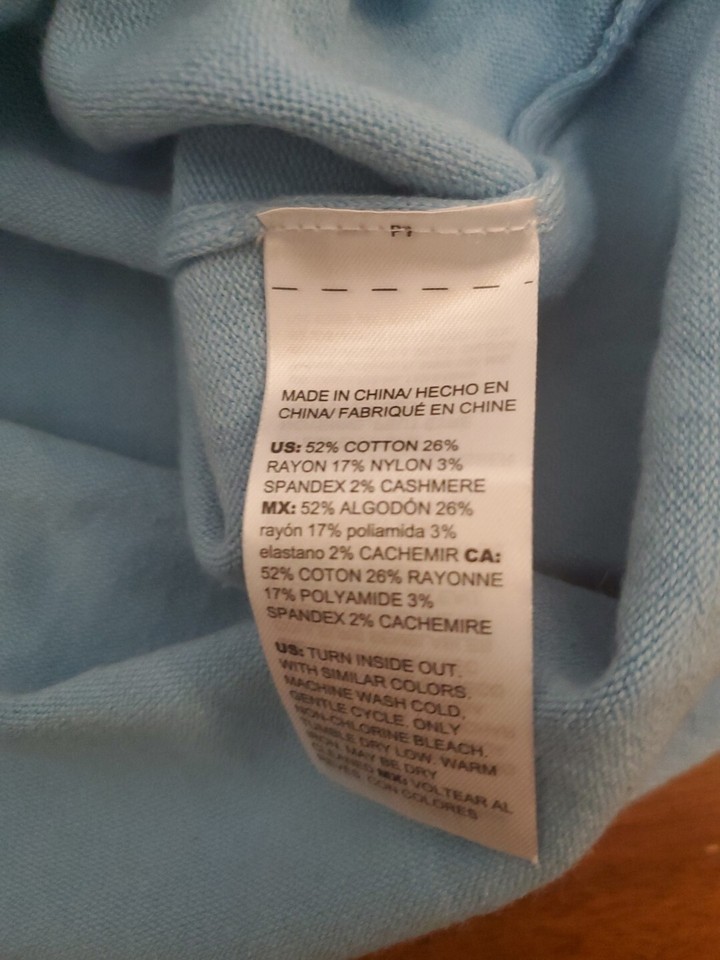 MADE IN CHINA/ HECHO EN
CHINA/ FABRIQUÉ EN CHINE
US: 52% COTTON 26%
RAYON 17% NYLON 3%
SPANDEX 2% CASHMERE
MX: 52% ALGODÓN 26%
rayón 17% poliamida 3%
elastano 2% CACHEMIR CA:
52% COTON 26% RAYONNE
17% POLYAMIDE 3%
SPANDEX 2% CACHEMIRE
US: TURN INSIDE OUT.
WITH SIMILAR COLORS.
MACHINE WASH COLD,
GENTLE CYCLE. ONLY
NON-CHLORINE BLEACH.
TUMBLE DRY LOW. WARM
IRON. MAY BE DRY
CLEANED MX: VOLTEAR AL
REVES. CON COLORES